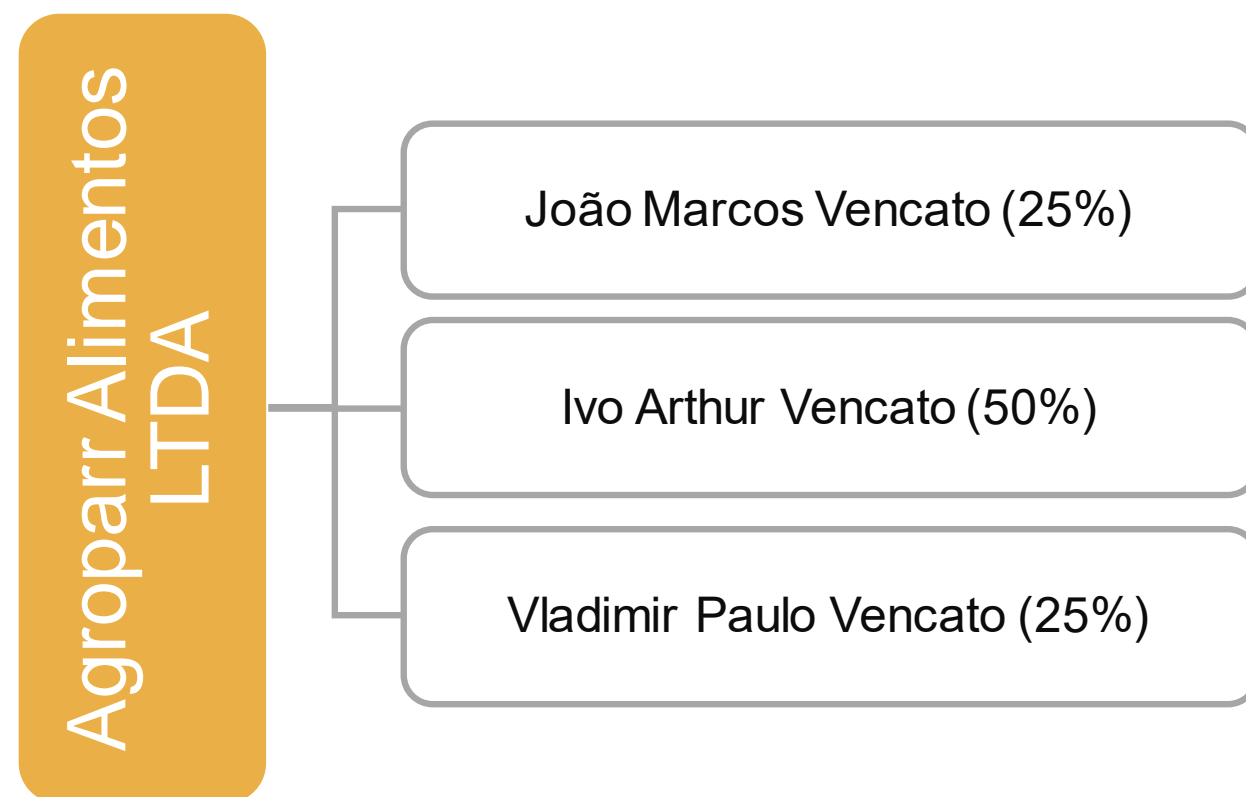 Agroparr Alimentos
LTDA
João Marcos Vencato (25%)
Ivo Arthur Vencato (50%)
Vladimir Paulo Vencato (25%)